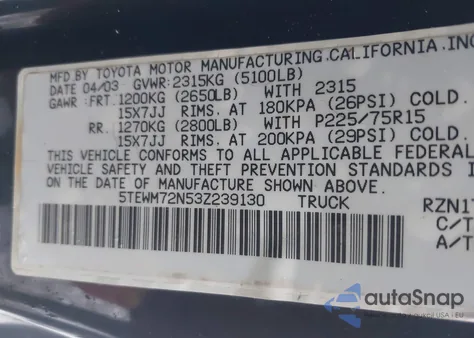 MFD. BY TOYOTA MOTOR MANUFACTURING.CALIFORNIA.INC
DATE 04/03 GVWR:2315KG (5100LB)
GAWR : FRT. 1200KG (2650LB) WITH 2315
15X7JJ RIMS. AT 180KPA (26PSI) COLD.
RR. 1270KG (2800LB) WITH P225/75R15
15X7JJ RIMS. AT 200KPA (29PSI) COLD.
THIS VEHICLE CONFORMS TO ALL APPLICABLE FEDERAL
VEHICLE SAFETY AND THEFT PREVENTION STANDARDS I
DATE OF MANUFACTURE SHOWN ABOVE.
5TEWM72N53Z239130 TRUCK RZN1
C/T
A/T
autoSnap